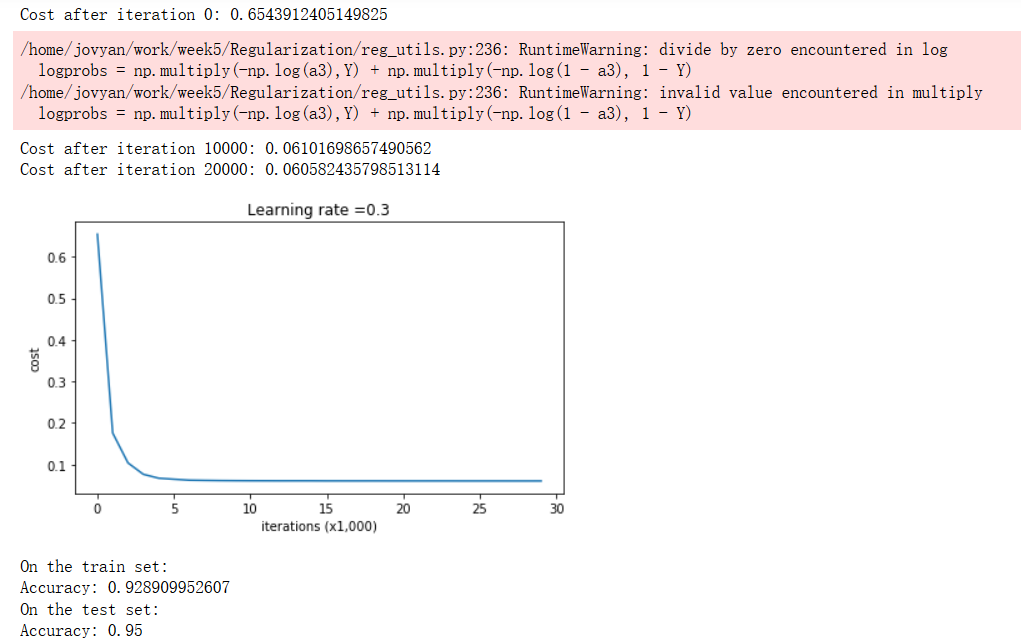 Cost after iteration 0: 0.6543912405149825
/home/jovyan/work/week5/Regularization/reg_utils.py:236: RuntimeWarning: divide by zero encountered in log
  logprobs = np.multiply(-np.log(a3),Y) + np.multiply(-np.log(1 - a3), 1 - Y)
/home/jovyan/work/week5/Regularization/reg_utils.py:236: RuntimeWarning: invalid value encountered in multiply
  logprobs = np.multiply(-np.log(a3),Y) + np.multiply(-np.log(1 - a3), 1 - Y)
Cost after iteration 10000: 0.06101698657490562
Cost after iteration 20000: 0.060582435798513114
Learning rate =0.3
0.6
0.5
0.4
0.3
0.2
0.1
cost
0 5 10 15 20 25 30
iterations (x1,000)
On the train set:
Accuracy: 0.928909952607
On the test set:
Accuracy: 0.95